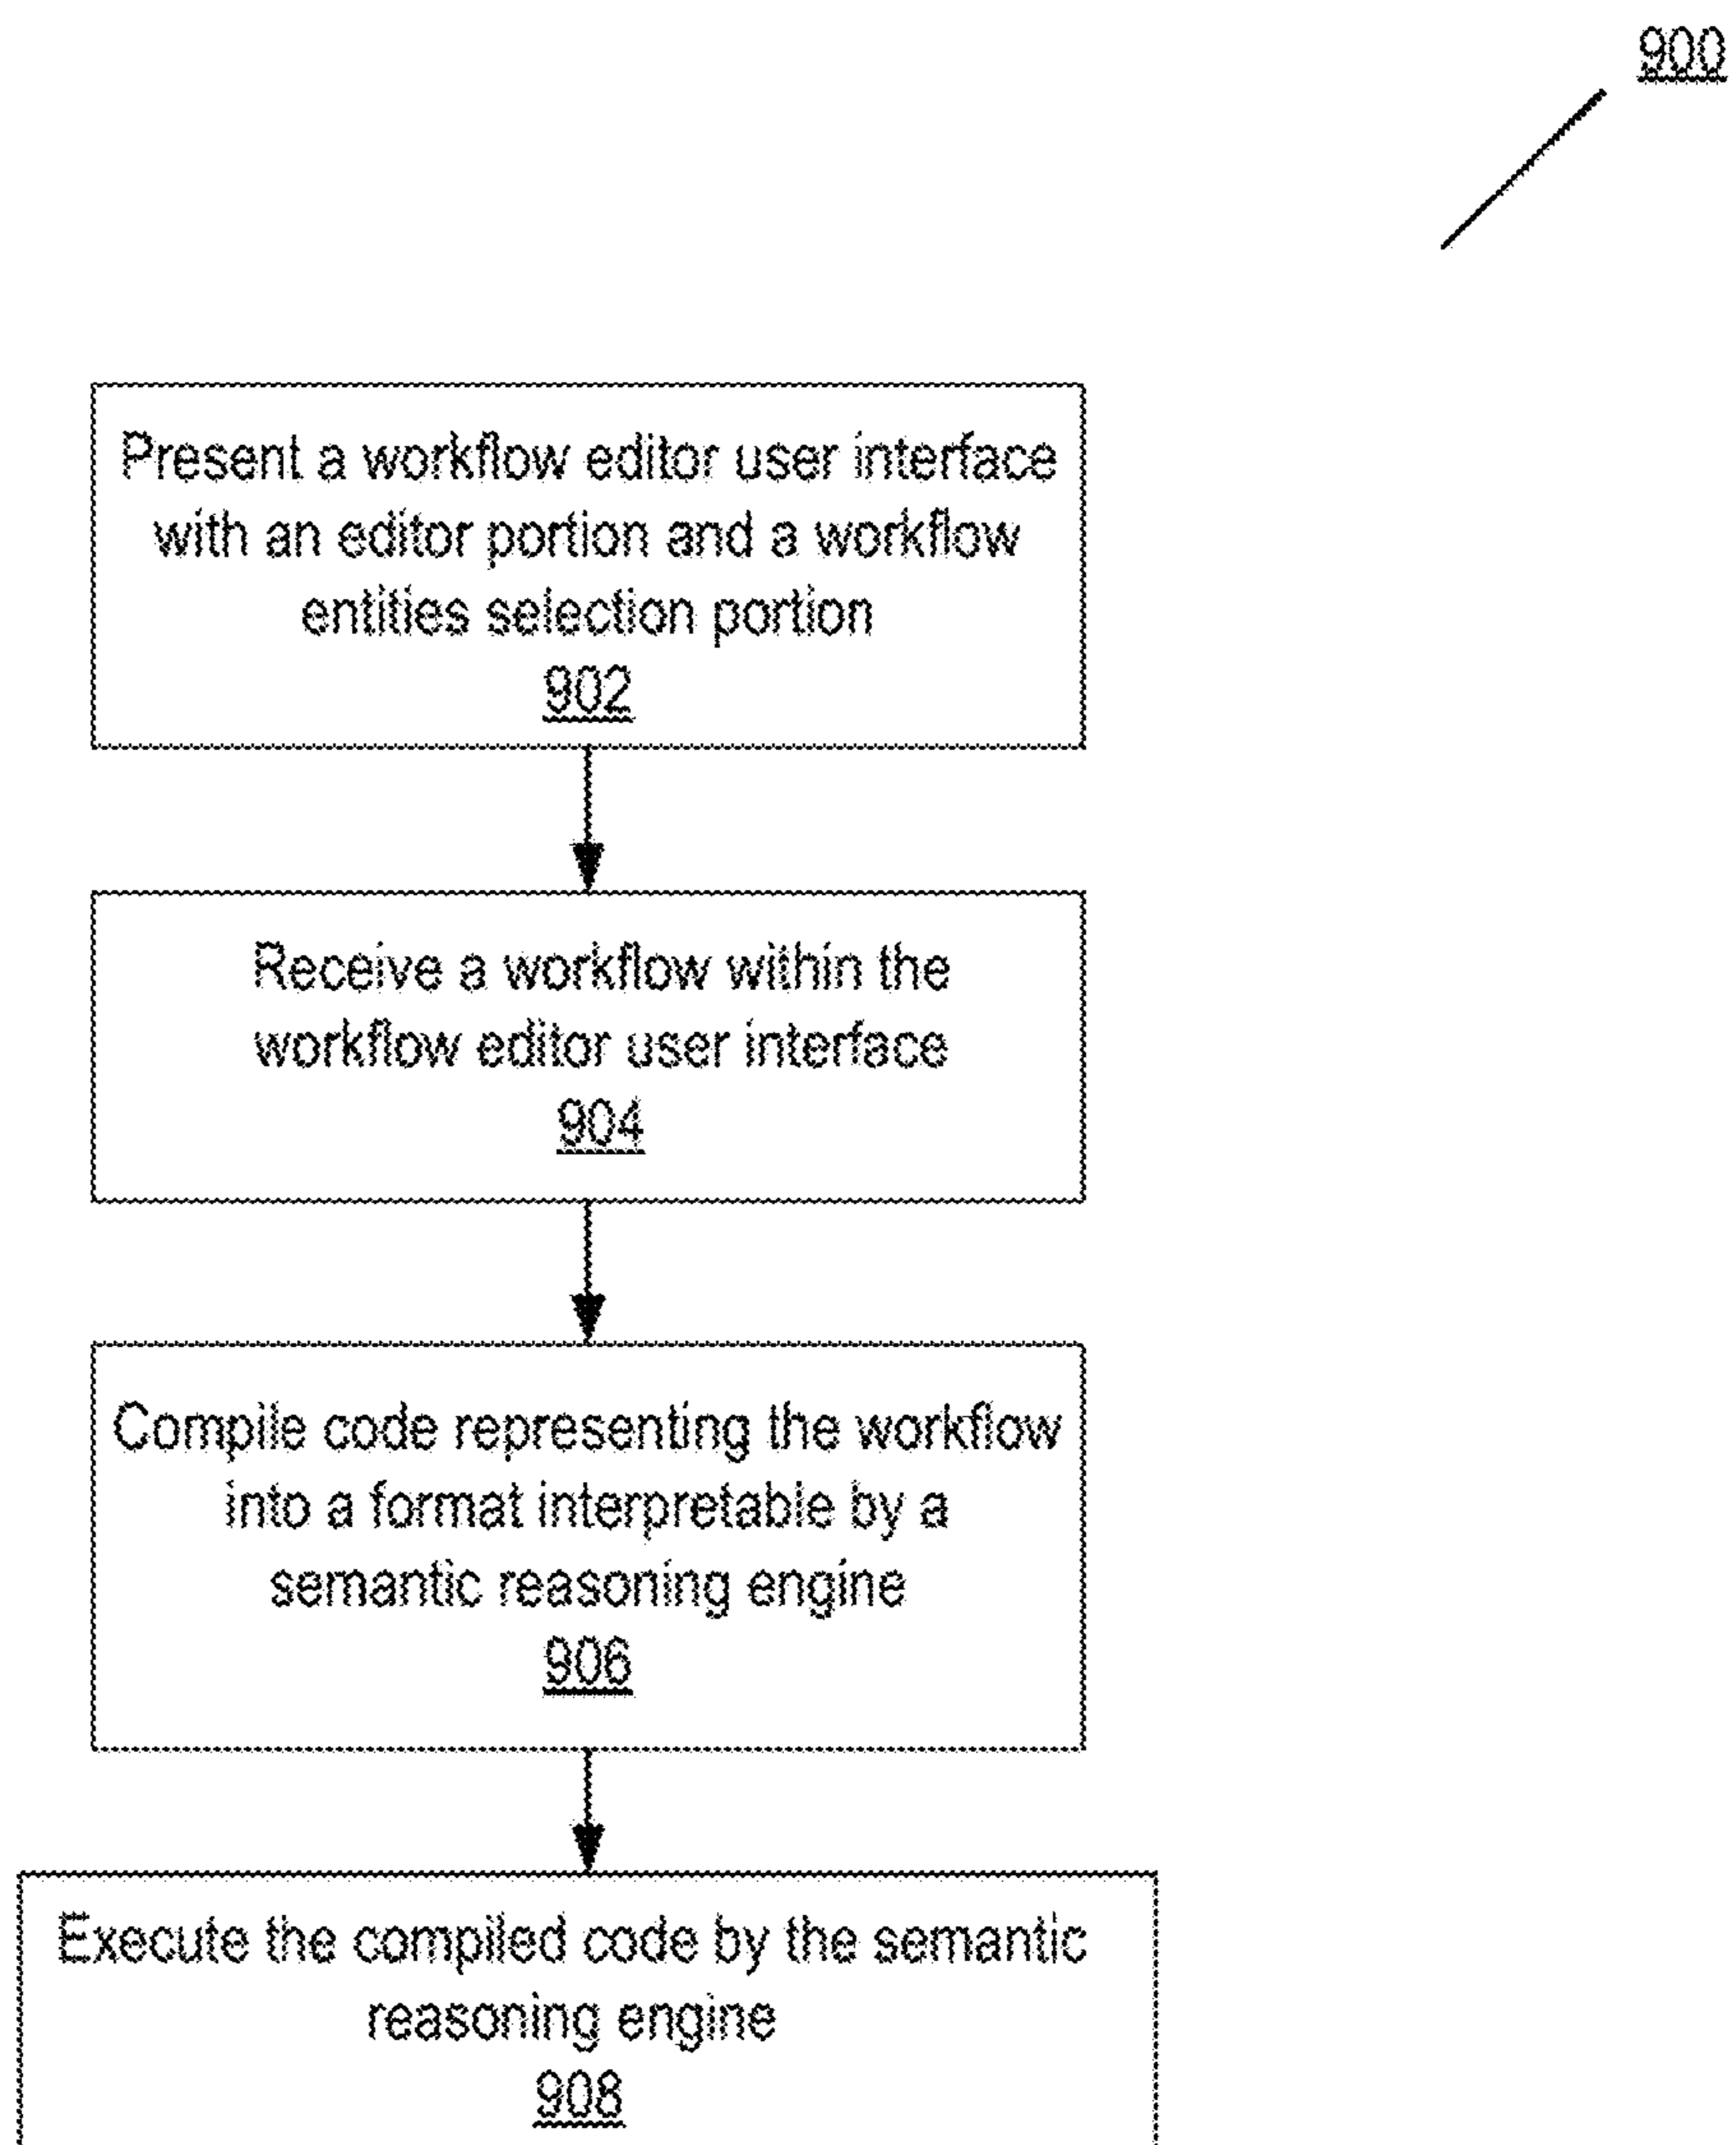 900
Present a workflow editor user interface
with an editor portion and a workflow
entities selection portion
902
Receive a workflow within the
workflow editor user interface
904
Compile code representing the workflow
into a format interpretable by a
semantic reasoning engine
906
Execute the compiled code by the semantic
reasoning engine
908